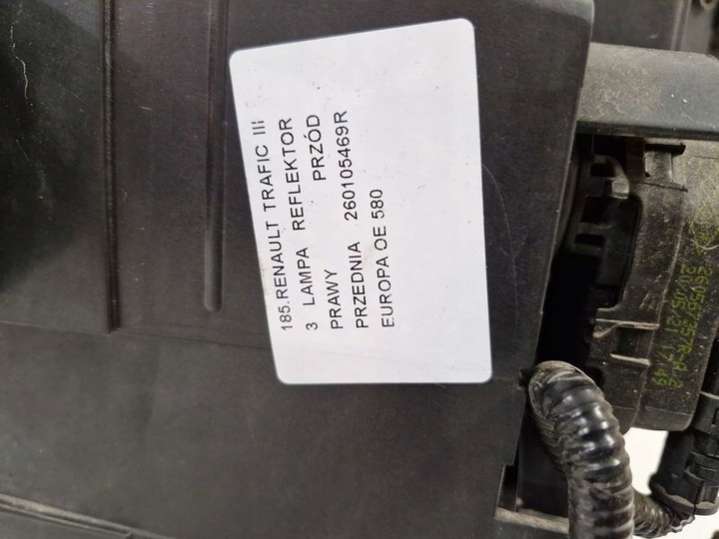 185.RENAULT TRAFIC III
3 LAMPA REFLEKTOR
PRAWY PRZÓD
PRZEDNIA 260105469R
EUROPA OE 580